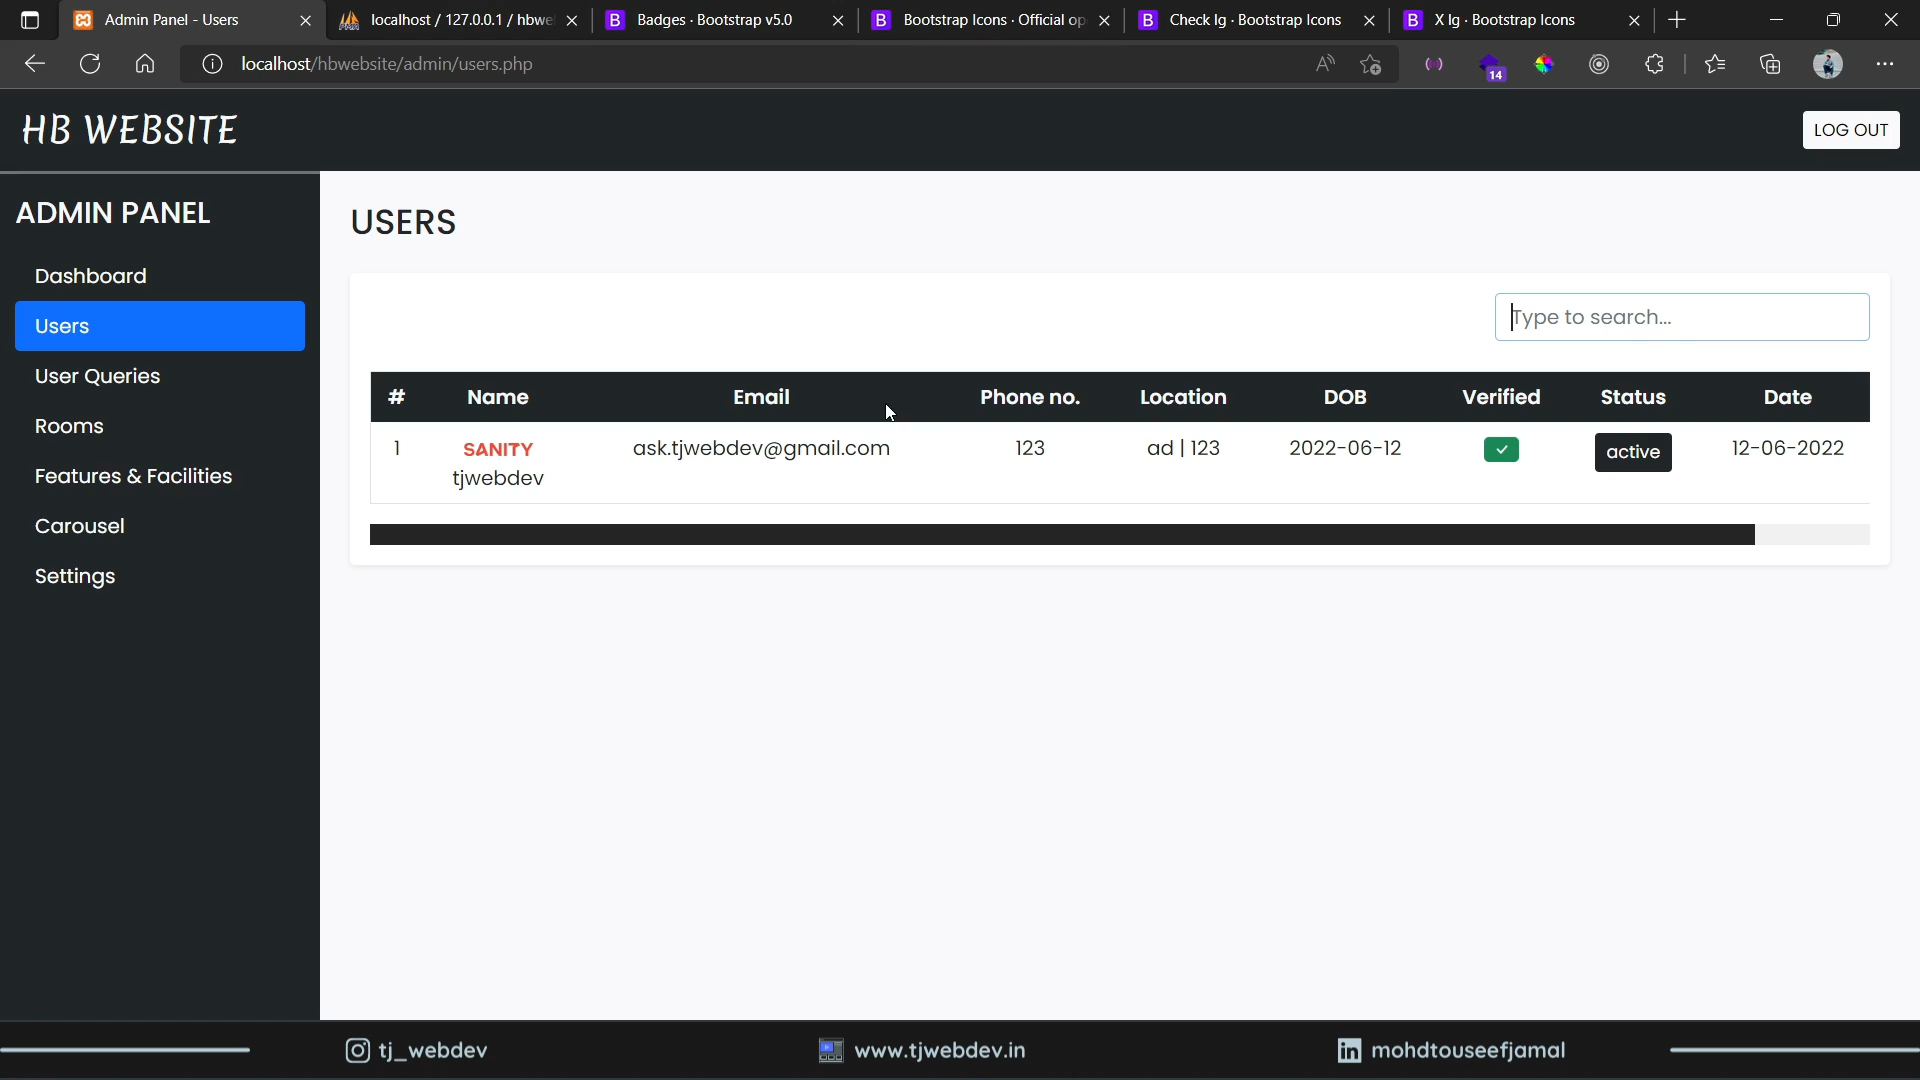 Admin Panel - Users
localhost / 127.0.0.1 / hbwe
Badges · Bootstrap v5.0
Bootstrap Icons · Official op
Check lg · Bootstrap Icons
X lg · Bootstrap Icons
localhost/hbwebsite/admin/users.php
14
HB WEBSITE
LOG OUT
ADMIN PANEL
Dashboard
Users
User Queries
Rooms
Features & Facilities
Carousel
Settings
USERS
Type to search...
# Name Email Phone no. Location DOB Verified Status Date
1 SANITY ask.tjwebdev@gmail.com 123 ad | 123 2022-06-12 active 12-06-2022
tjwebdev
tj_webdev
www.tjwebdev.in
mohdtouseefjamal